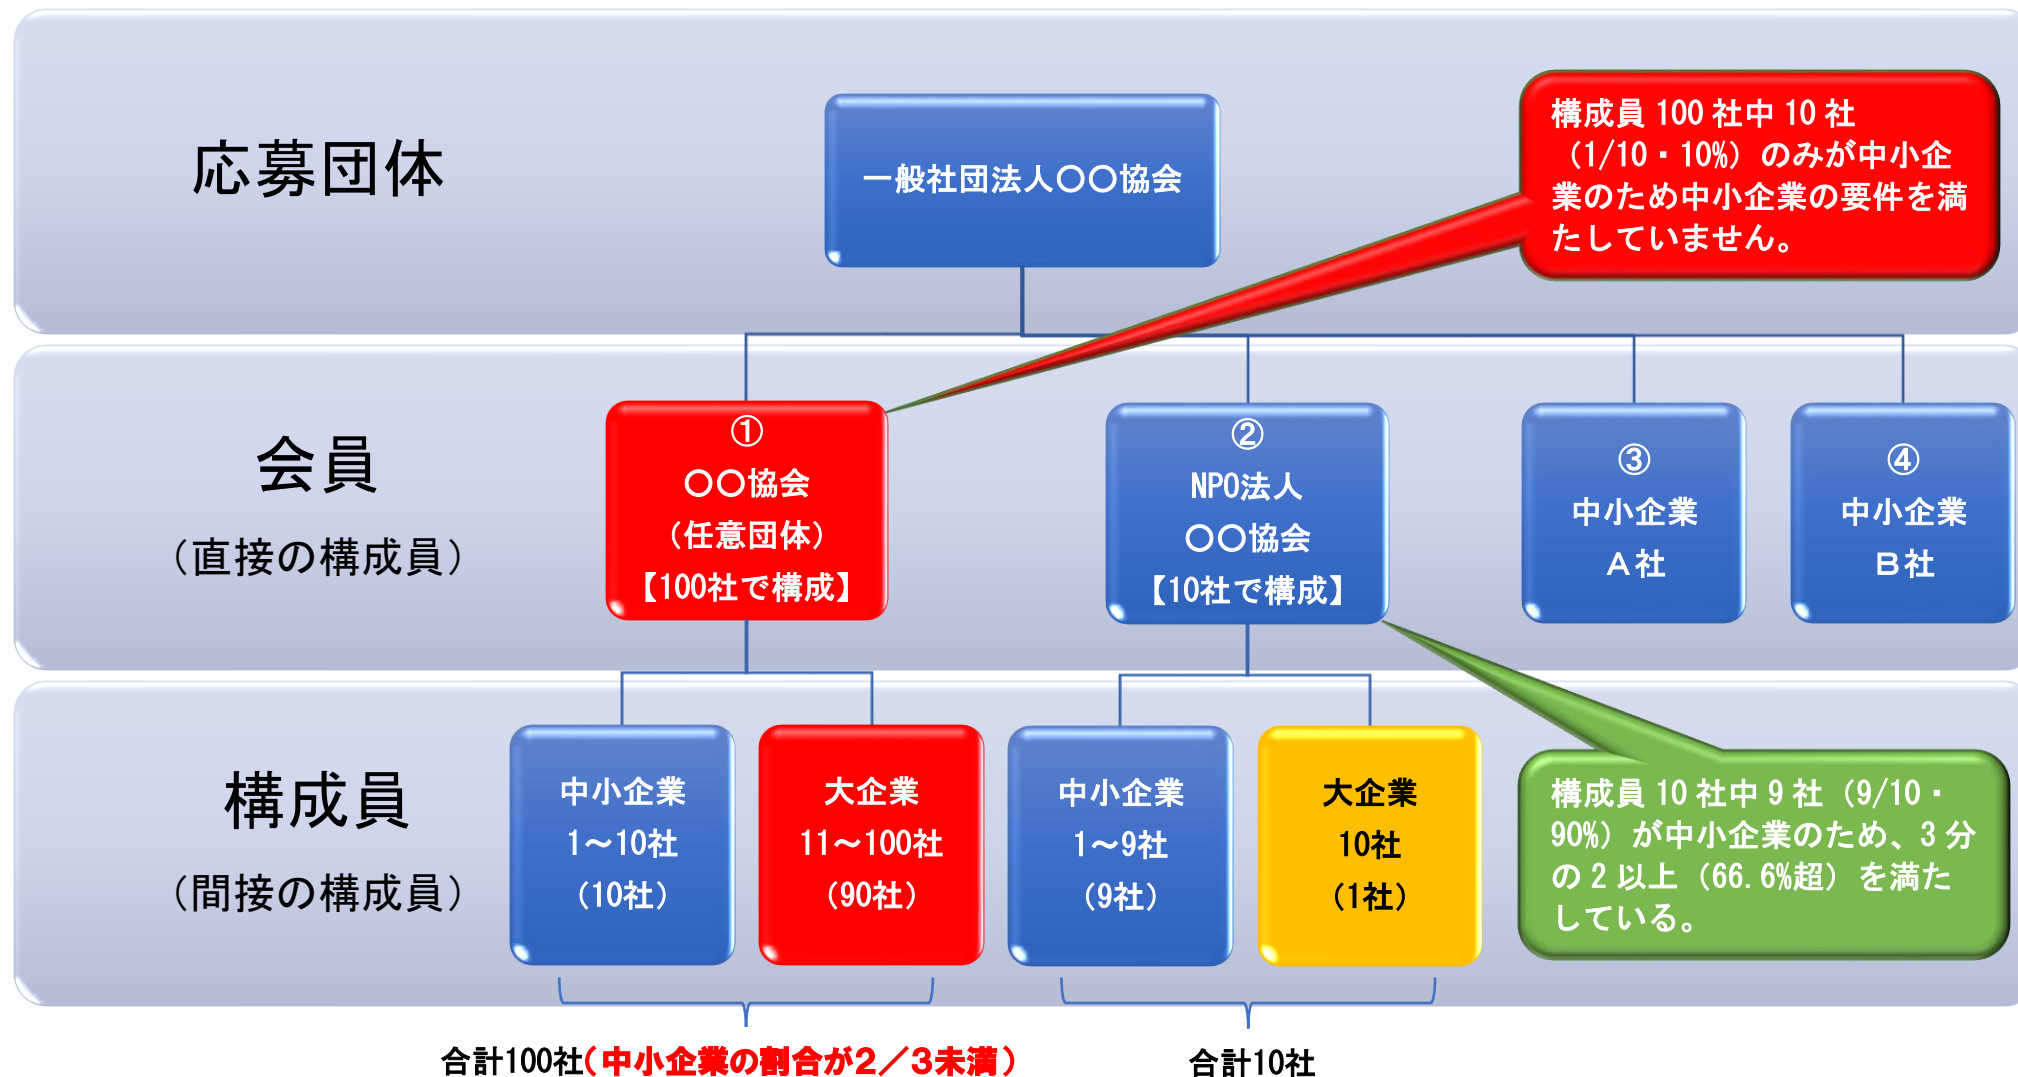 応募団体
一般社団法人〇〇協会
構成員 100 社中 10 社
（1/10・10%）のみが中小企
業のため中小企業の要件を満
たしていません。
会員
（直接の構成員）
①
〇〇協会
（任意団体）
【100社で構成】
②
NPO法人
〇〇協会
【10社で構成】
③
中小企業
Ａ社
④
中小企業
Ｂ社
構成員
（間接の構成員）
中小企業
1～10社
（10社）
大企業
11～100社
（90社）
中小企業
1～9社
（9社）
大企業
10社
（1社）
構成員 10 社中 9 社（9/10・
90%）が中小企業のため、3 分
の 2 以上（66.6%超）を満た
している。
合計100社（中小企業の割合が２／３未満）
合計10社